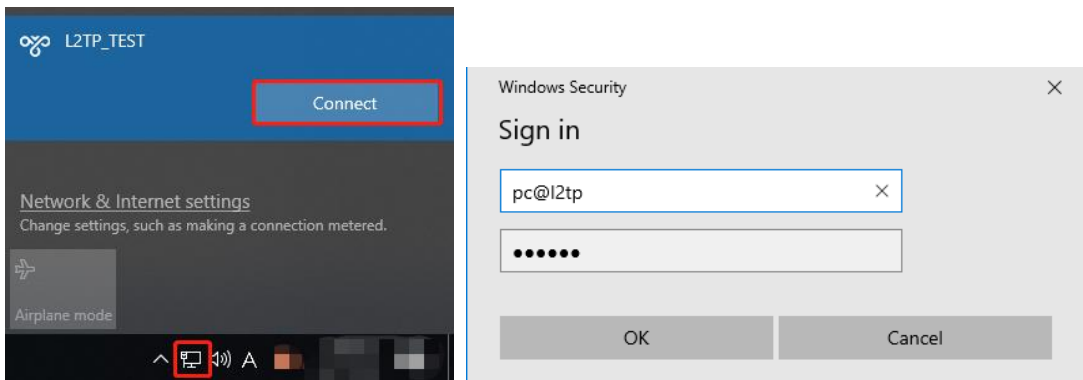 L2TP_TEST
Connect
Network & Internet settings
Change settings, such as making a connection metered.
Airplane mode
A
Windows Security
Sign in
pc@l2tp
●●●●●●
OK
Cancel